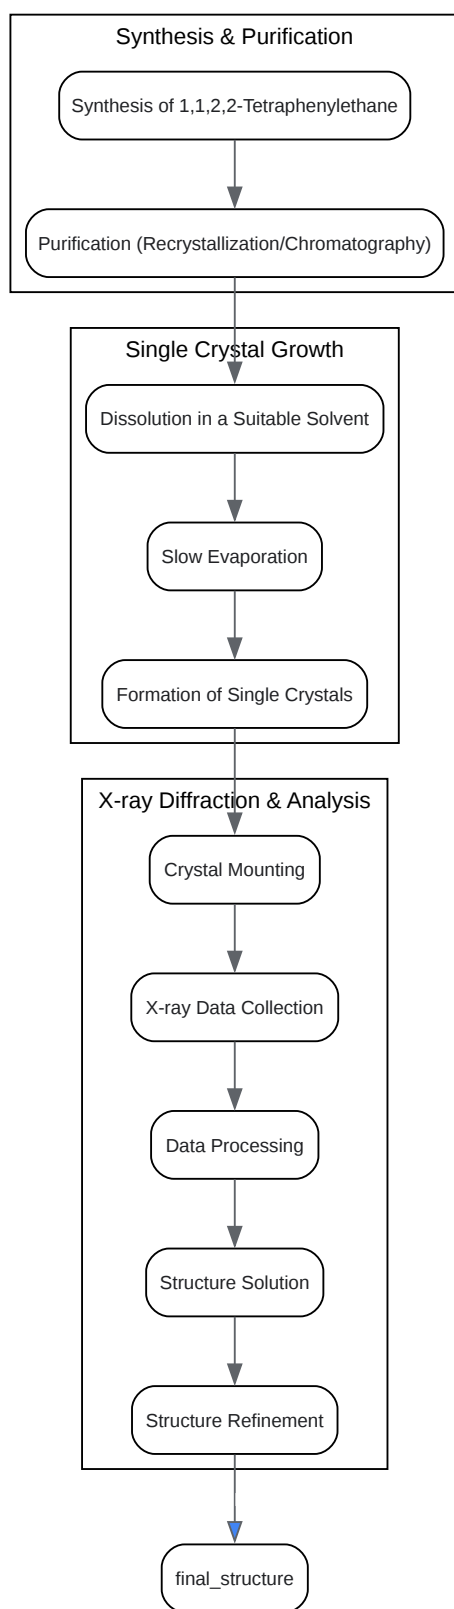 Synthesis & Purification
Synthesis of 1,1,2,2-Tetraphenylethane
Purification (Recrystallization/Chromatography)
Single Crystal Growth
Dissolution in a Suitable Solvent
Slow Evaporation
Formation of Single Crystals
X-ray Diffraction & Analysis
Crystal Mounting
X-ray Data Collection
Data Processing
Structure Solution
Structure Refinement
final_structure